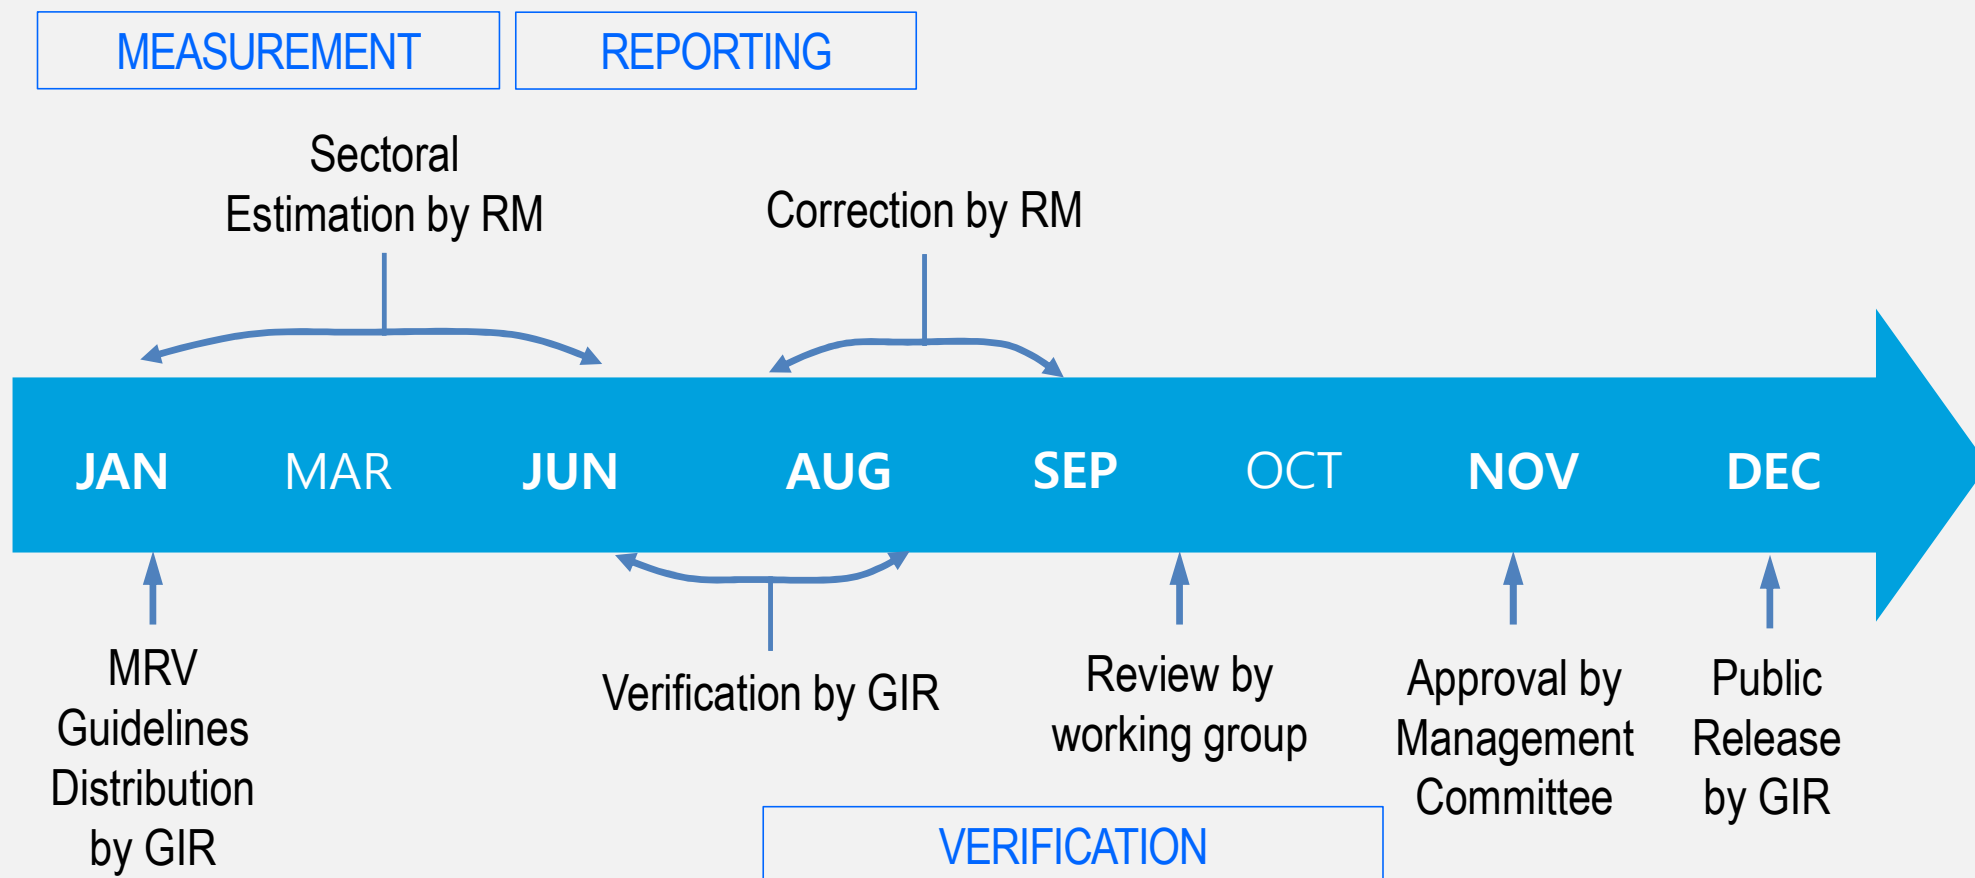 MEASUREMENT
REPORTING
Sectoral
Estimation by RM
Correction by RM
JAN MAR JUN AUG SEP OCT NOV DEC
MRV
Guidelines
Distribution
by GIR
Verification by GIR
Review by
working group
Approval by
Management
Committee
Public
Release
by GIR
VERIFICATION